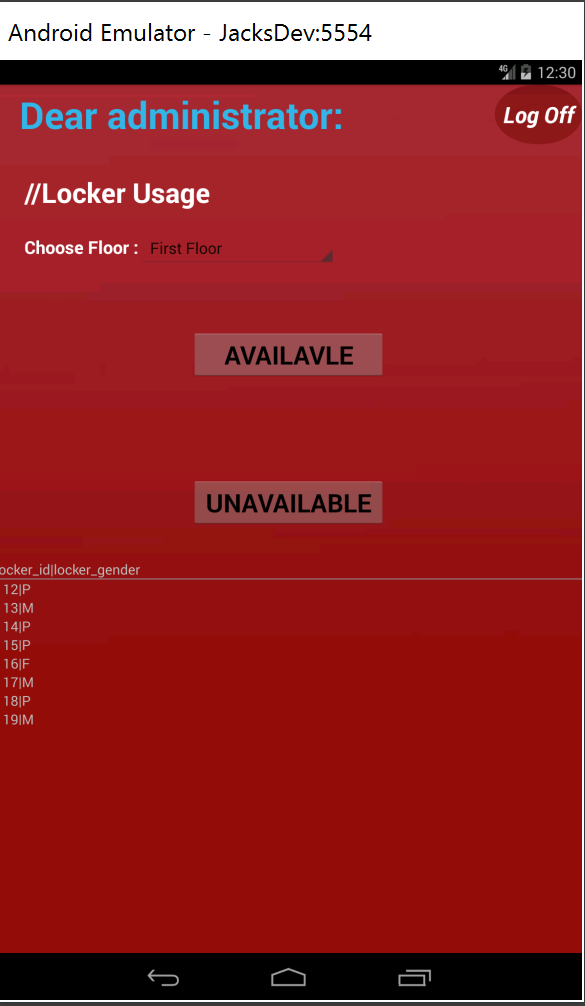 Android Emulator - JacksDev:5554
4G 12:30
Dear administrator:
Log Off
//Locker Usage
Choose Floor : First Floor
AVAILAVLE
UNAVAILABLE
ocker_id|locker_gender
12|P
13|M
14|P
15|P
16|F
17|M
18|P
19|M